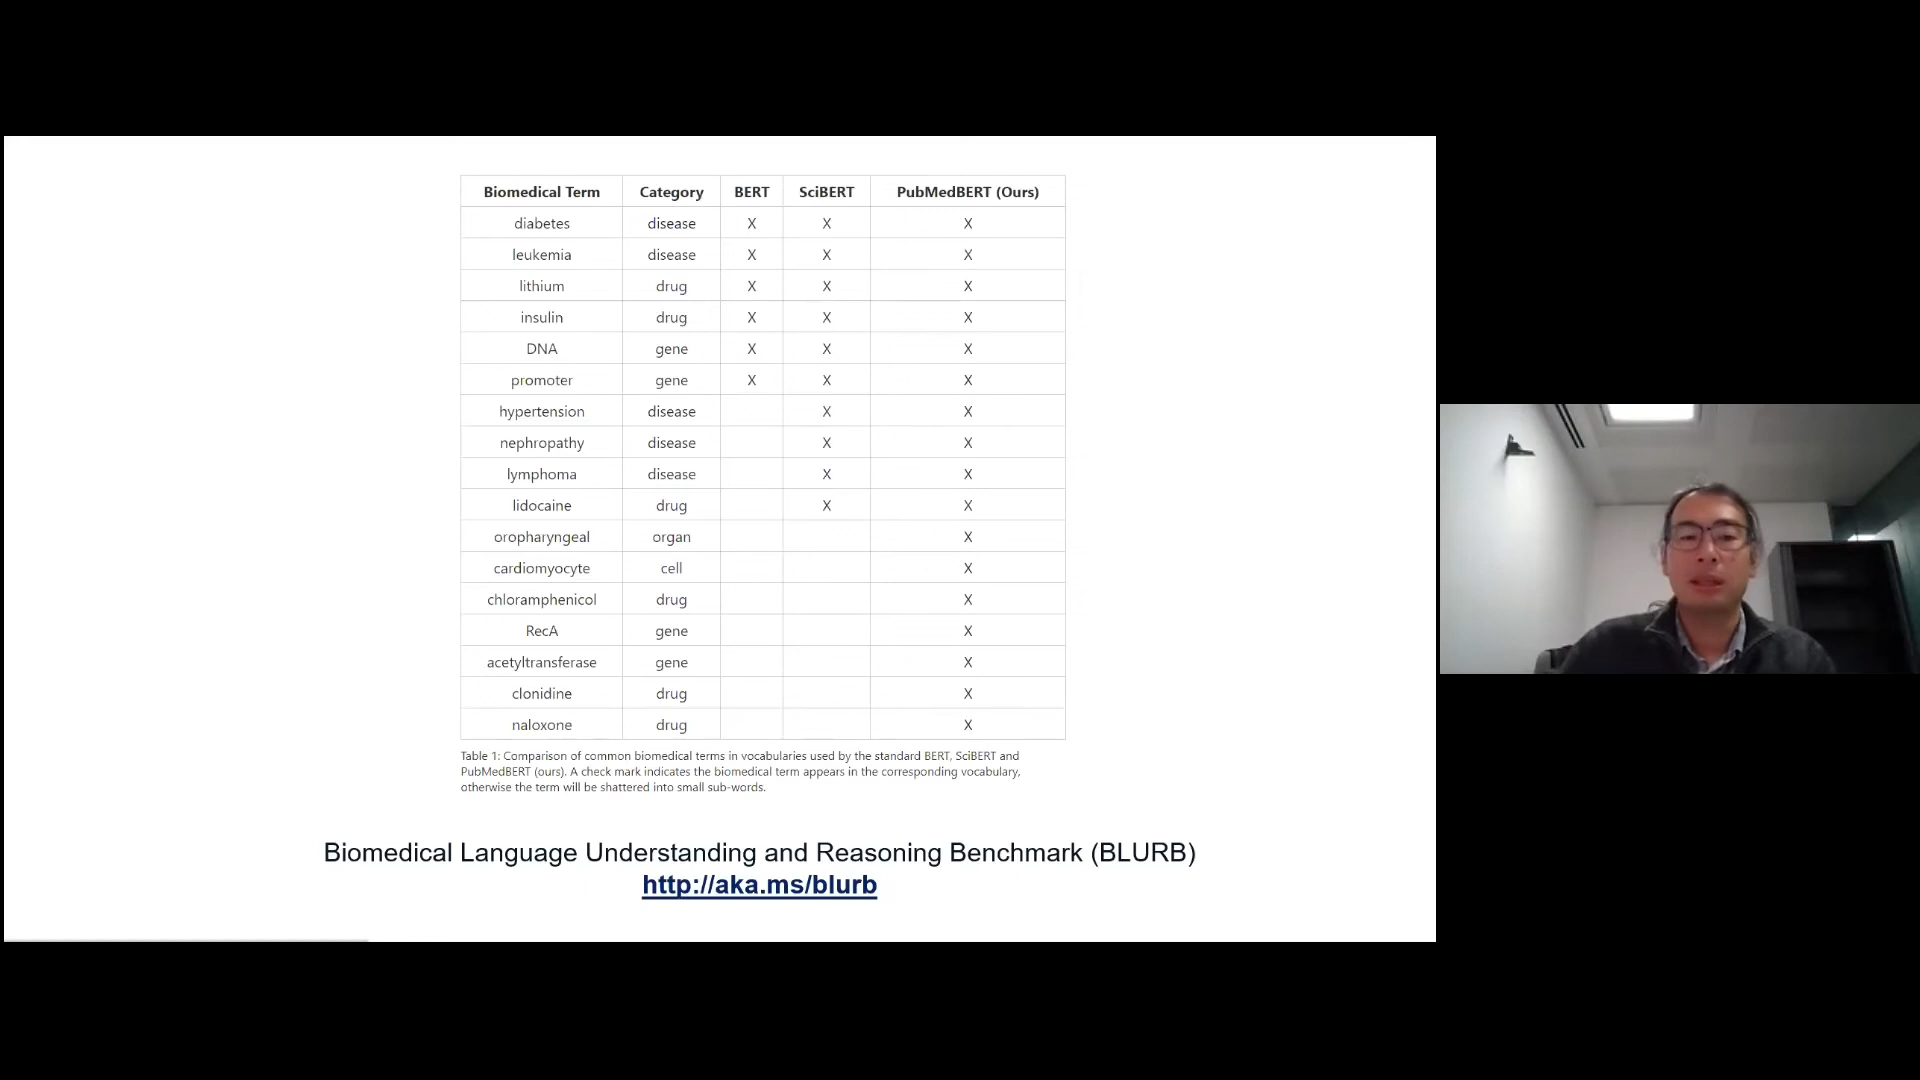 Biomedical Term Category BERT SciBERT PubMedBERT (Ours)
diabetes disease X X X
leukemia disease X X X
lithium drug X X X
insulin drug X X X
DNA gene X X X
promoter gene X X X
hypertension disease X X
nephropathy disease X X
lymphoma disease X X
lidocaine drug X X
oropharyngeal organ X
cardiomyocyte cell X
chloramphenicol drug X
RecA gene X
acetyltransferase gene X
clonidine drug X
naloxone drug X
Table 1: Comparison of common biomedical terms in vocabularies used by the standard BERT, SciBERT and
PubMedBERT (ours). A check mark indicates the biomedical term appears in the corresponding vocabulary,
otherwise the term will be shattered into small sub-words.
Biomedical Language Understanding and Reasoning Benchmark (BLURB)
http://aka.ms/blurb